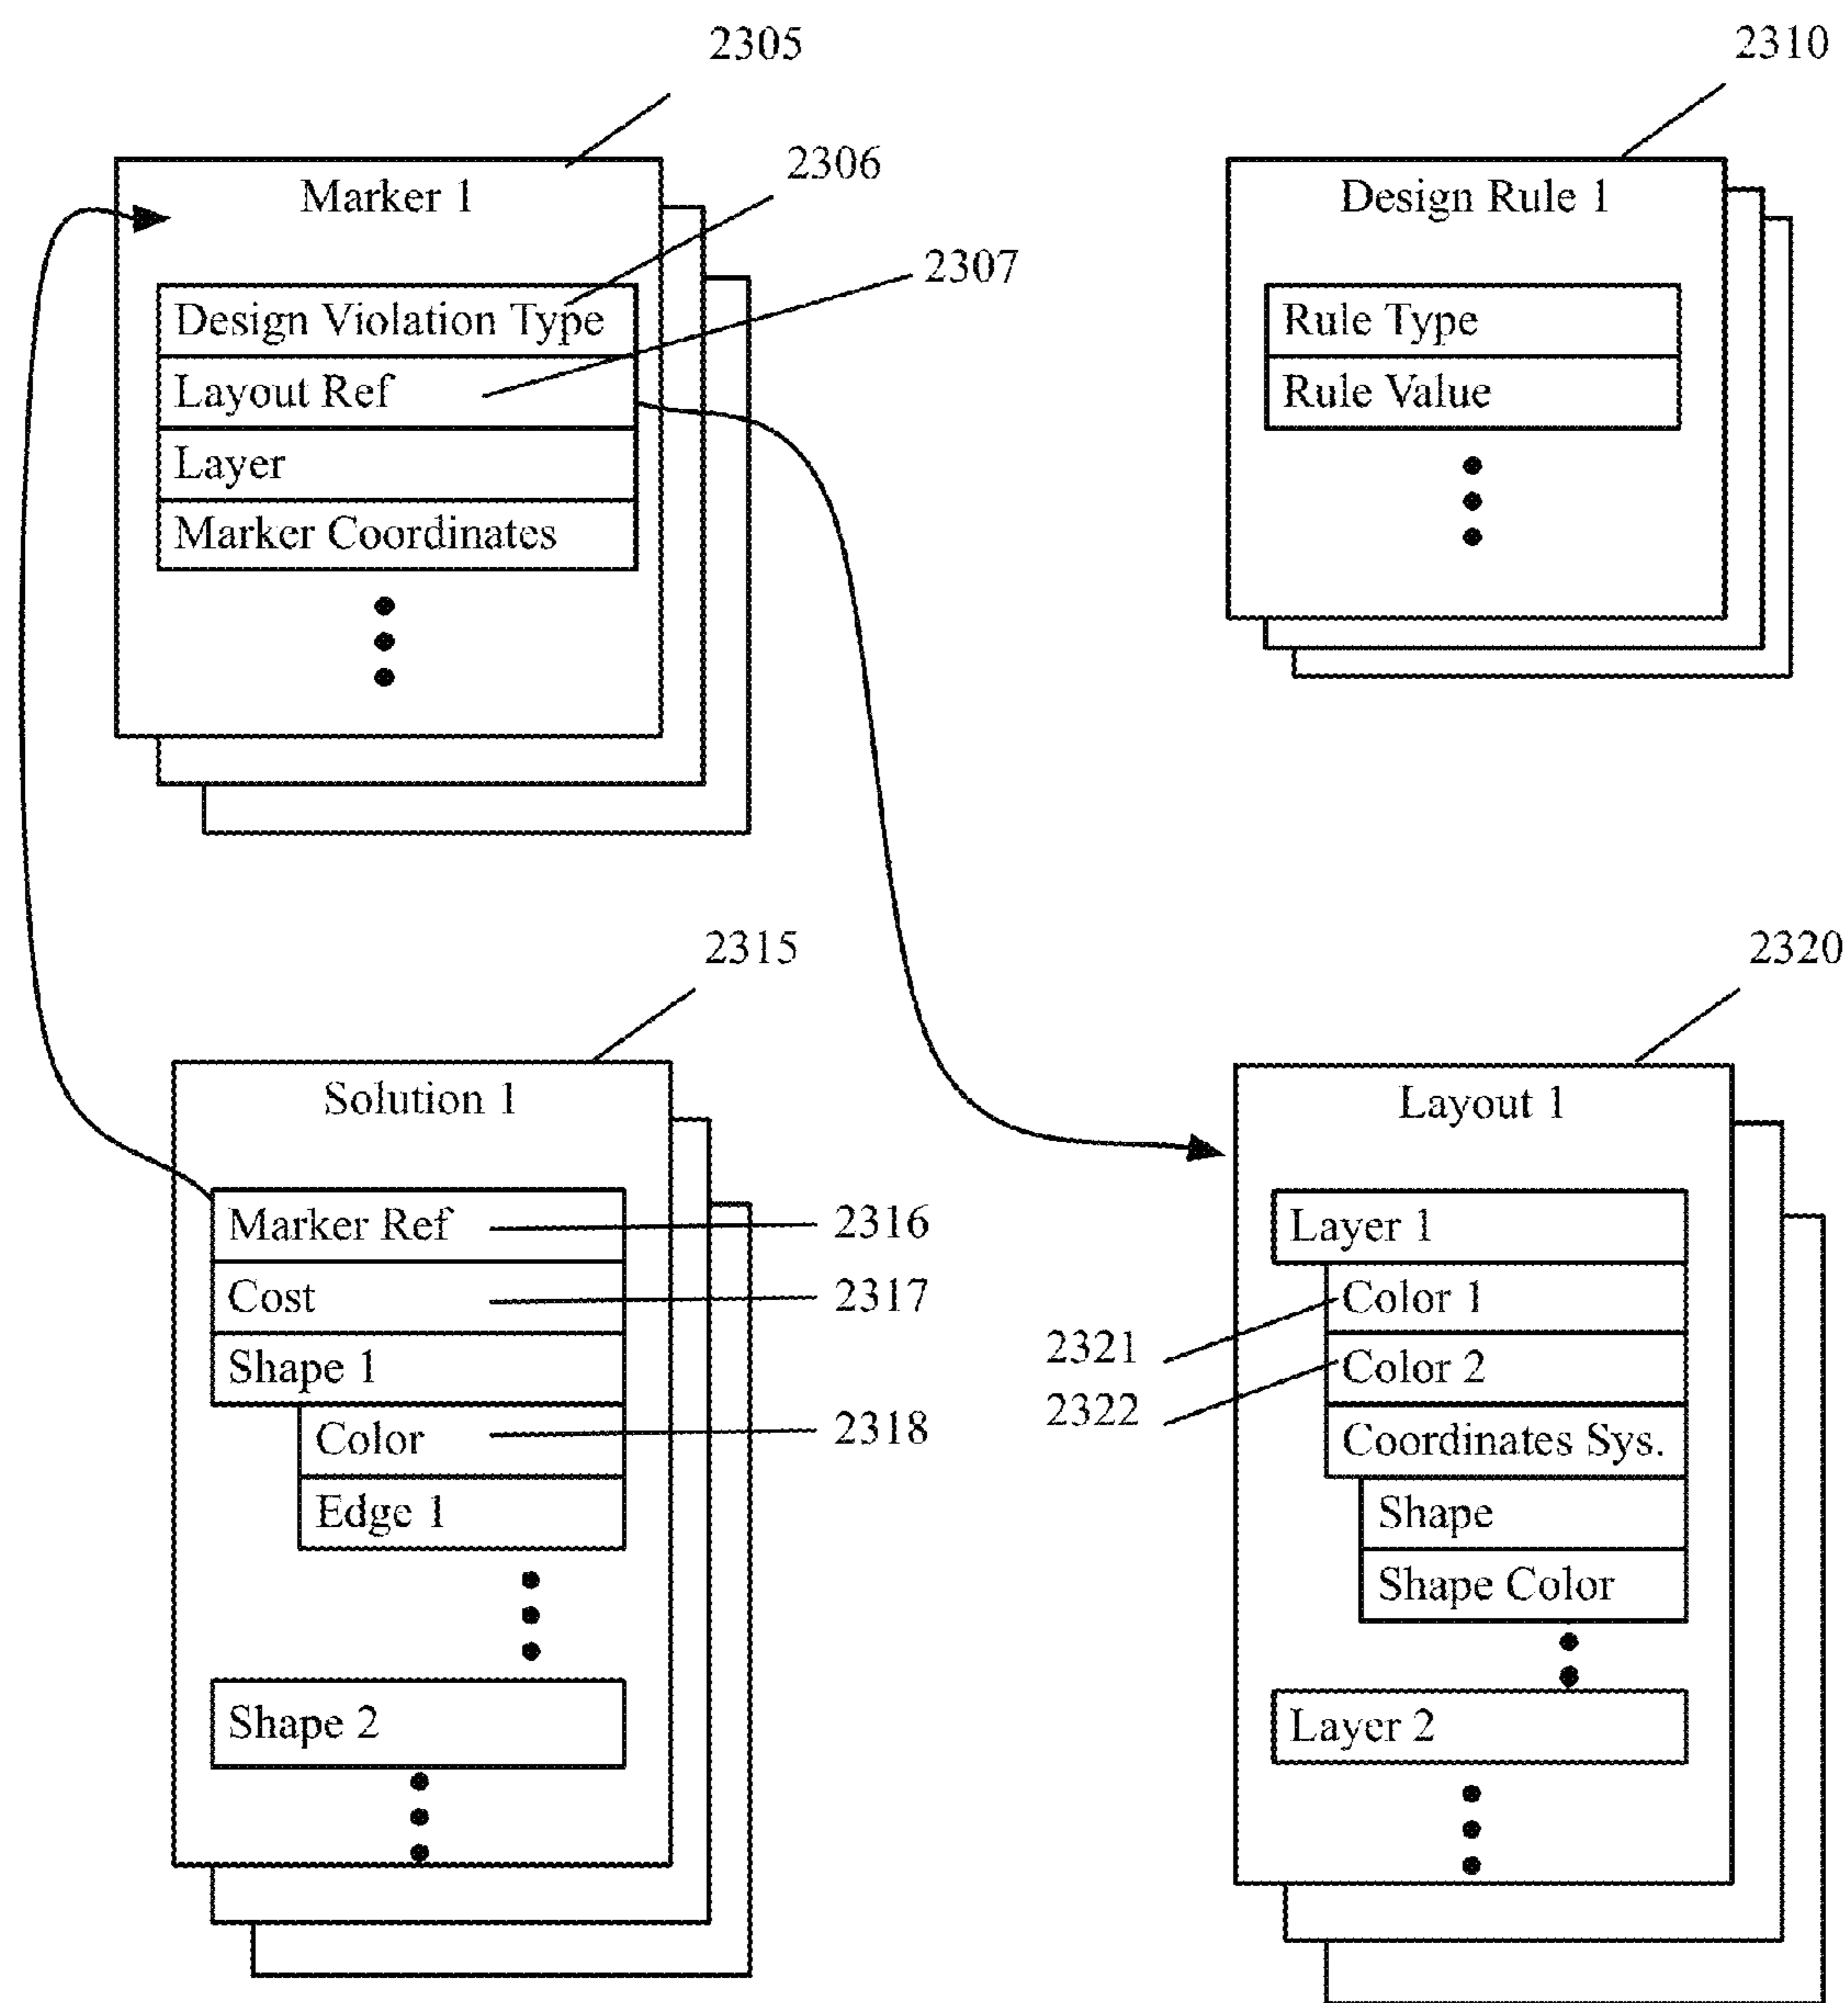 2305
2310
Marker 1
2306
Design Rule 1
2307
Design Violation Type
Rule Type
Layout Ref
Rule Value
Layer
Marker Coordinates
2315
2320
Solution 1
Layout 1
Marker Ref
2316
Layer 1
Cost
2317
Color 1
2321
Shape 1
Color 2
2322
Color
2318
Coordinates Sys.
Edge 1
Shape
Shape Color
Shape 2
Layer 2